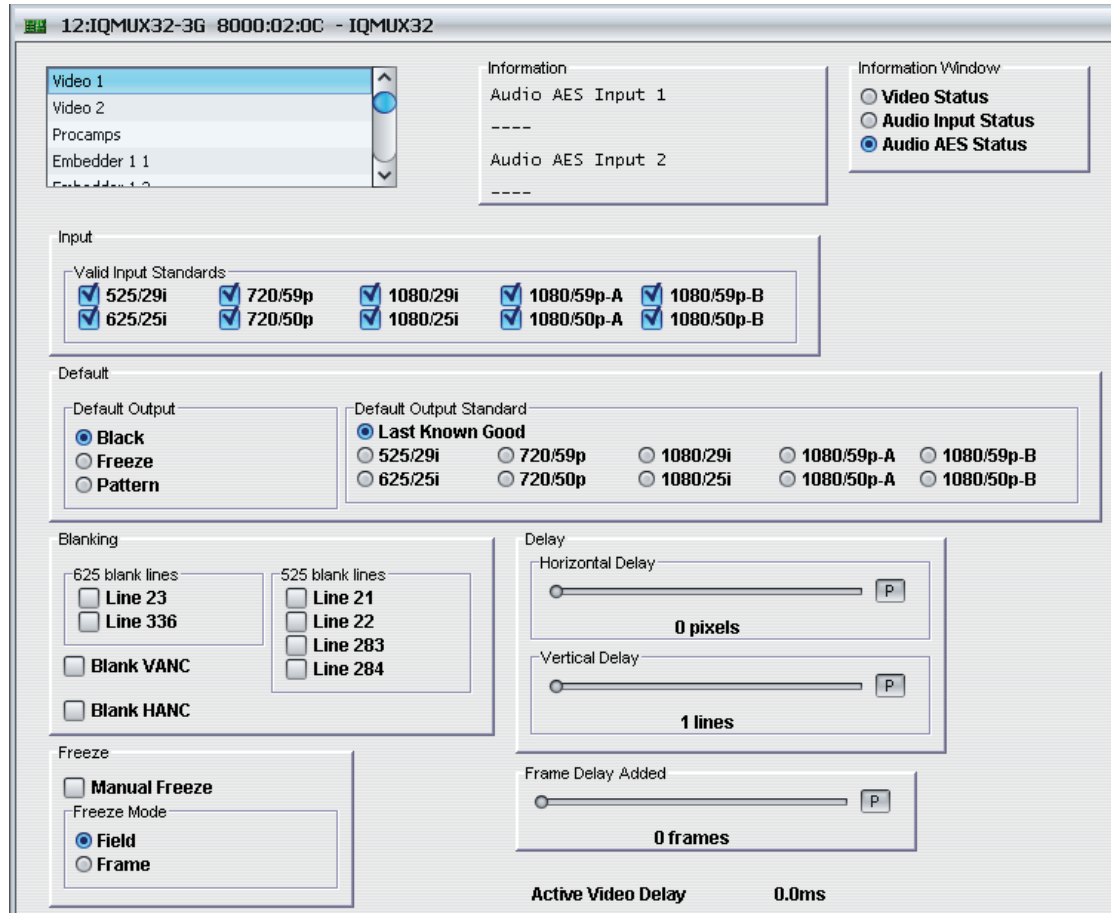 12:IQMUX32-3G 8000:02:0C - IQMUX32
Video 1
Video 2
Procamps
Embedder 1 1
Information
Audio AES Input 1
----
Audio AES Input 2
----
Information Window
Video Status
Audio Input Status
Audio AES Status
Input
Valid Input Standards
525/29i 720/59p 1080/29i 1080/59p-A 1080/59p-B
625/25i 720/50p 1080/25i 1080/50p-A 1080/50p-B
Default
Default Output
Black
Freeze
Pattern
Default Output Standard
Last Known Good
525/29i 720/59p 1080/29i 1080/59p-A 1080/59p-B
625/25i 720/50p 1080/25i 1080/50p-A 1080/50p-B
Blanking
625 blank lines
Line 23
Line 336
525 blank lines
Line 21
Line 22
Line 283
Line 284
Blank VANC
Blank HANC
Delay
Horizontal Delay
P
0 pixels
Vertical Delay
P
1 lines
Freeze
Manual Freeze
Freeze Mode
Field
Frame
Frame Delay Added
P
0 frames
Active Video Delay 0.0ms